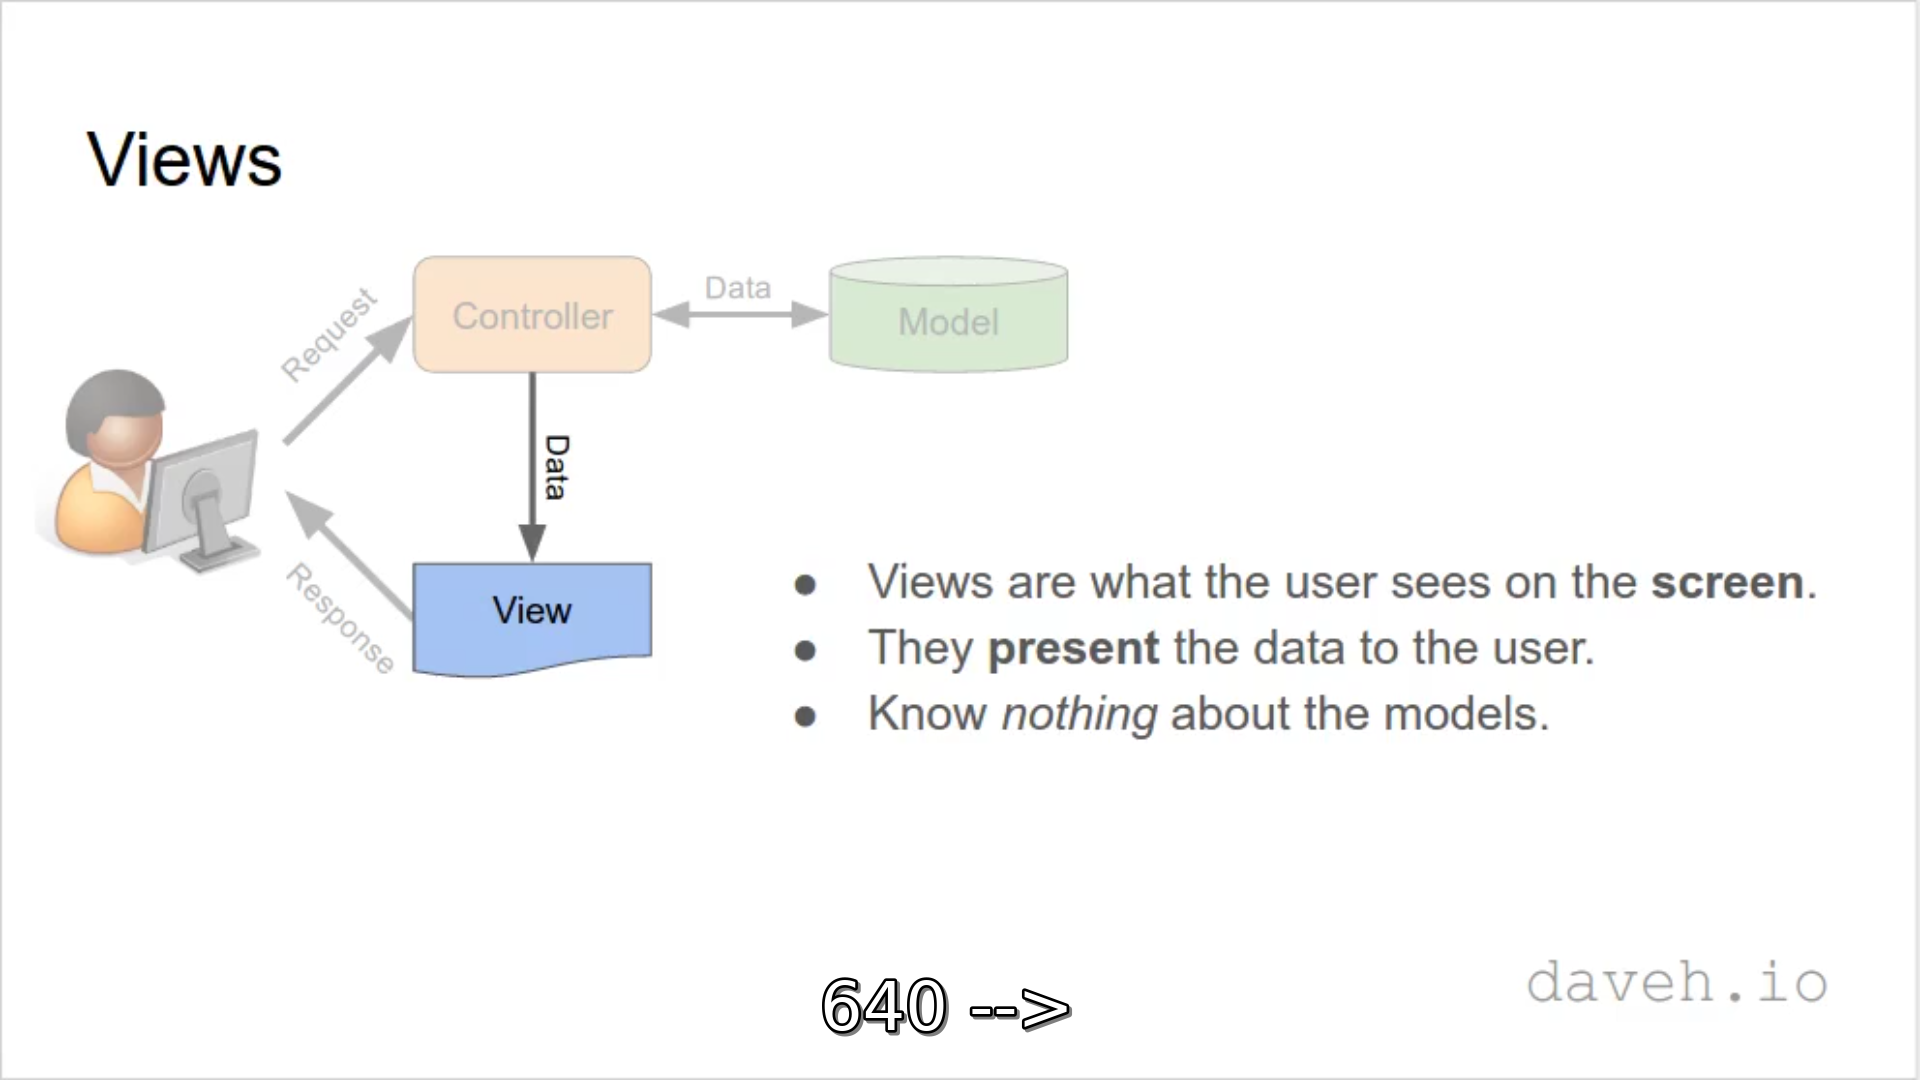 Views
Request
Controller
Data
Model
Data
Response
View
● Views are what the user sees on the screen.
● They present the data to the user.
● Know nothing about the models.
daveh.io
640 -->